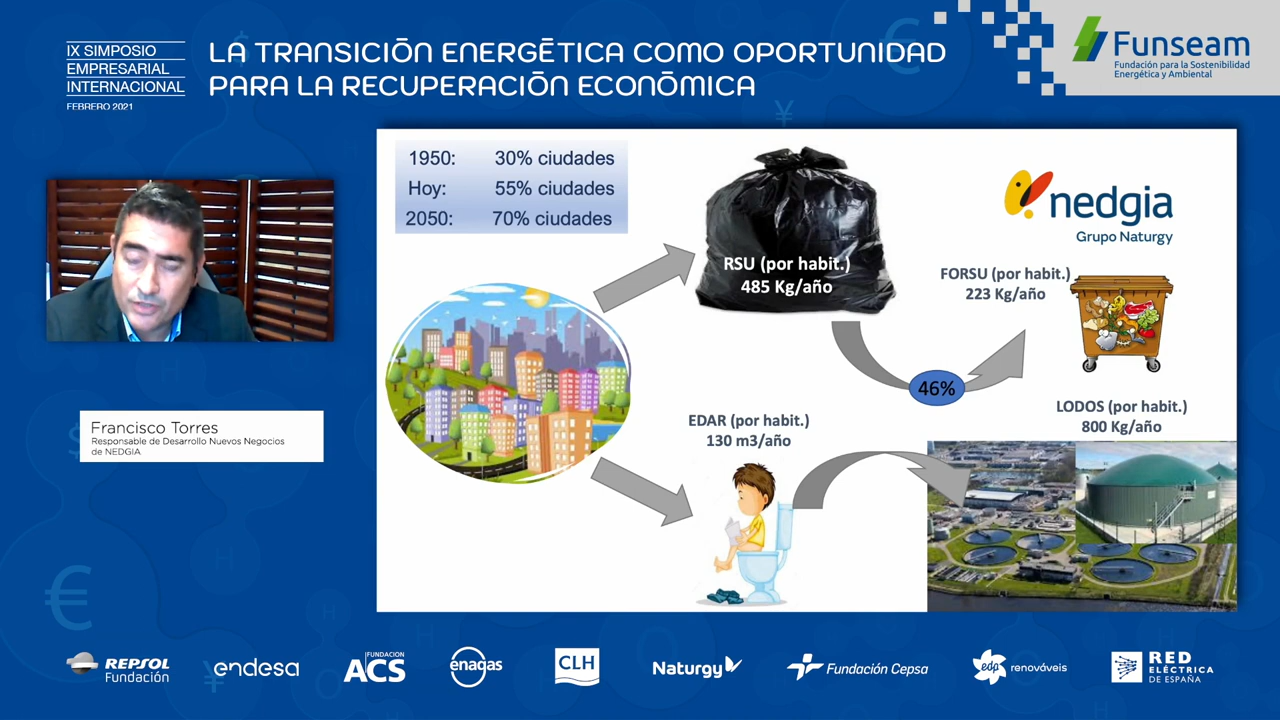 IX SIMPOSIO
EMPRESARIAL
INTERNACIONAL
FEBRERO 2021
LA TRANSICIÓN ENERGÉTICA COMO OPORTUNIDAD
PARA LA RECUPERACIÓN ECONÓMICA
Funseam
Fundación para la Sostenibilidad
Energética y Ambiental
1950: 30% ciudades
Hoy: 55% ciudades
2050: 70% ciudades
RSU (por habit.)
485 Kg/año
nedgia
Grupo Naturgy
FORSU (por habit.)
223 Kg/año
46%
EDAR (por habit.)
130 m3/año
LODOS (por habit.)
800 Kg/año
Francisco Torres
Responsable de Desarrollo Nuevos Negocios
de NEDGIA
REPSOL
Fundación
endesa
FUNDACIÓN
ACS
enagas
CLH
Naturgy
Fundación Cepsa
edp renováveis
RED
ELÉCTRICA
DE ESPAÑA